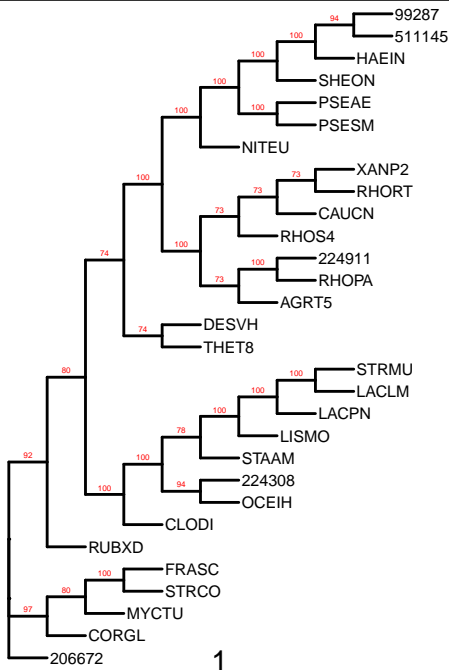 99287
94
511145
100
HAEIN
100
SHEON
100
PSEAE
100
100
PSESM
NITEU
100
XANP2
73
RHORT
73
CAUCN
73
RHOS4
100
224911
100
RHOPA
73
AGRT5
74
DESVH
74
THET8
80
STRMU
100
LACLM
100
LACPN
100
LISMO
78
STAAM
100
224308
94
OCEIH
100
CLODI
92
RUBXD
FRASC
100
STRCO
80
MYCTU
97
CORGL
206672
1